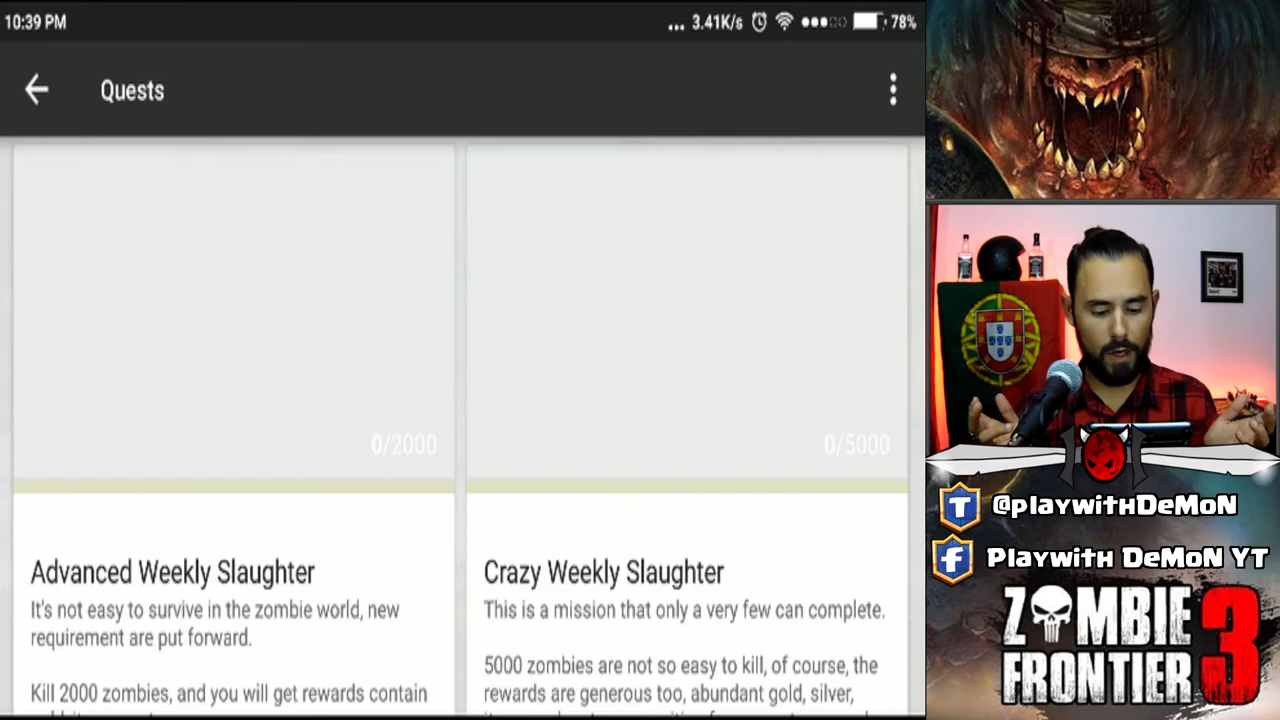 10:39 PM
... 3.41K/s 78%
Quests
0/2000
0/5000
Advanced Weekly Slaughter
It's not easy to survive in the zombie world, new
requirement are put forward.
Kill 2000 zombies, and you will get rewards contain
Crazy Weekly Slaughter
This is a mission that only a very few can complete.
5000 zombies are not so easy to kill, of course, the
rewards are generous too, abundant gold, silver,
T @playwithDeMoN
f Playwith DeMoN YT
ZOMBIE
FRONTIER 3